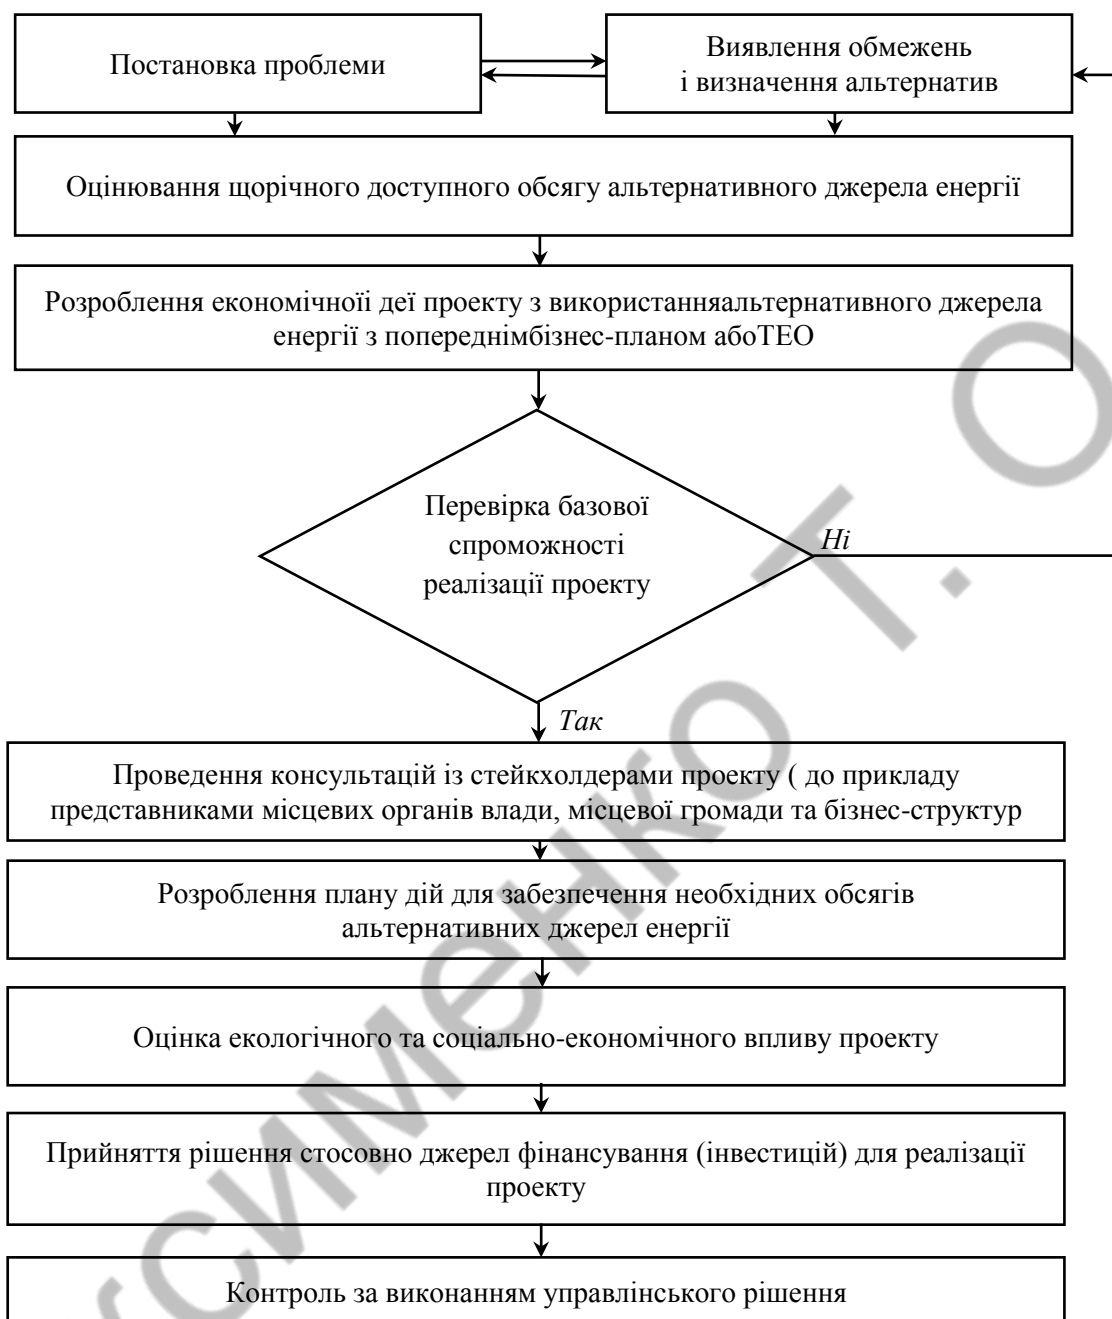 Постановка проблеми
Виявлення обмежень
і визначення альтернатив
Оцінювання щорічного доступного обсягу альтернативного джерела енергії
Розроблення економічноїї деї проекту з використанняальтернативного джерела
енергії з попереднімбізнес-планом абоТЕО
Перевірка базової
спроможності
реалізації проекту
Ні
Так
Проведення консультацій із стейкхолдерами проекту ( до прикладу
представниками місцевих органів влади, місцевої громади та бізнес-структур
Розроблення плану дій для забезпечення необхідних обсягів
альтернативних джерел енергії
Оцінка екологічного та соціально-економічного впливу проекту
Прийняття рішення стосовно джерел фінансування (інвестицій) для реалізації
проекту
Контроль за виконанням управлінського рішення
ксименко Т. О